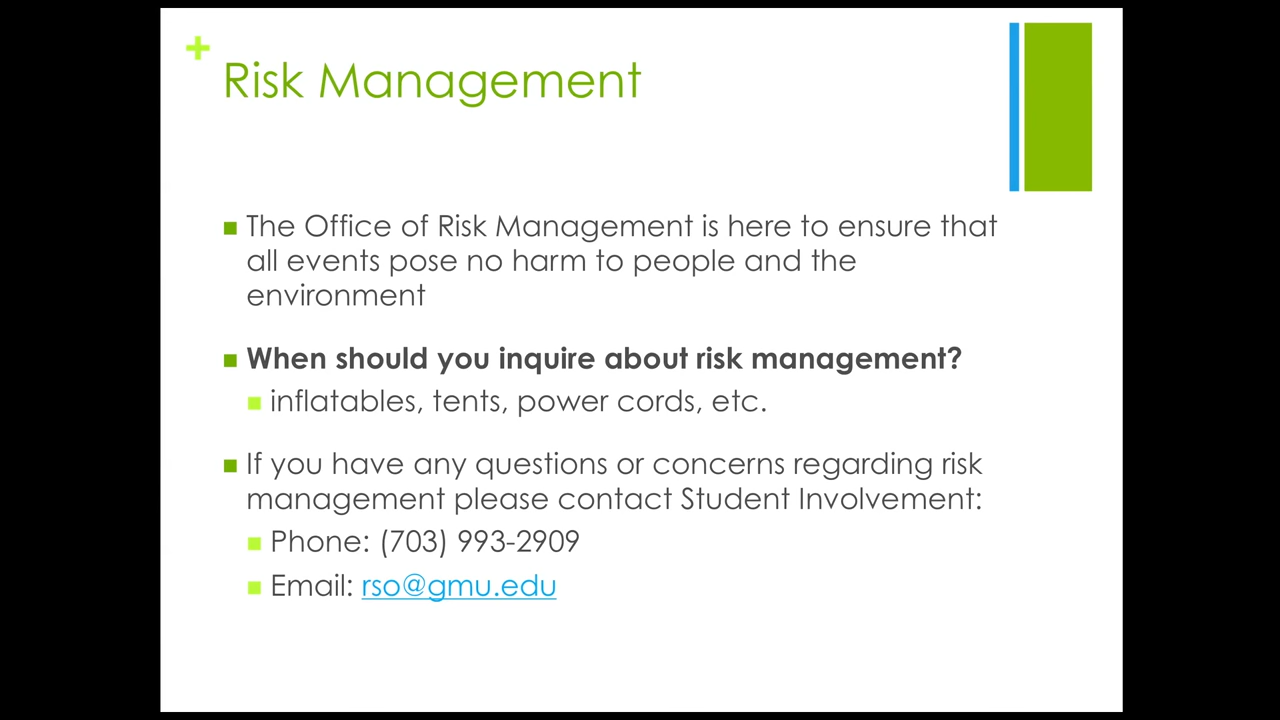 Risk Management
The Office of Risk Management is here to ensure that
all events pose no harm to people and the
environment
When should you inquire about risk management?
inflatables, tents, power cords, etc.
If you have any questions or concerns regarding risk
management please contact Student Involvement:
Phone: (703) 993-2909
Email: rso@gmu.edu